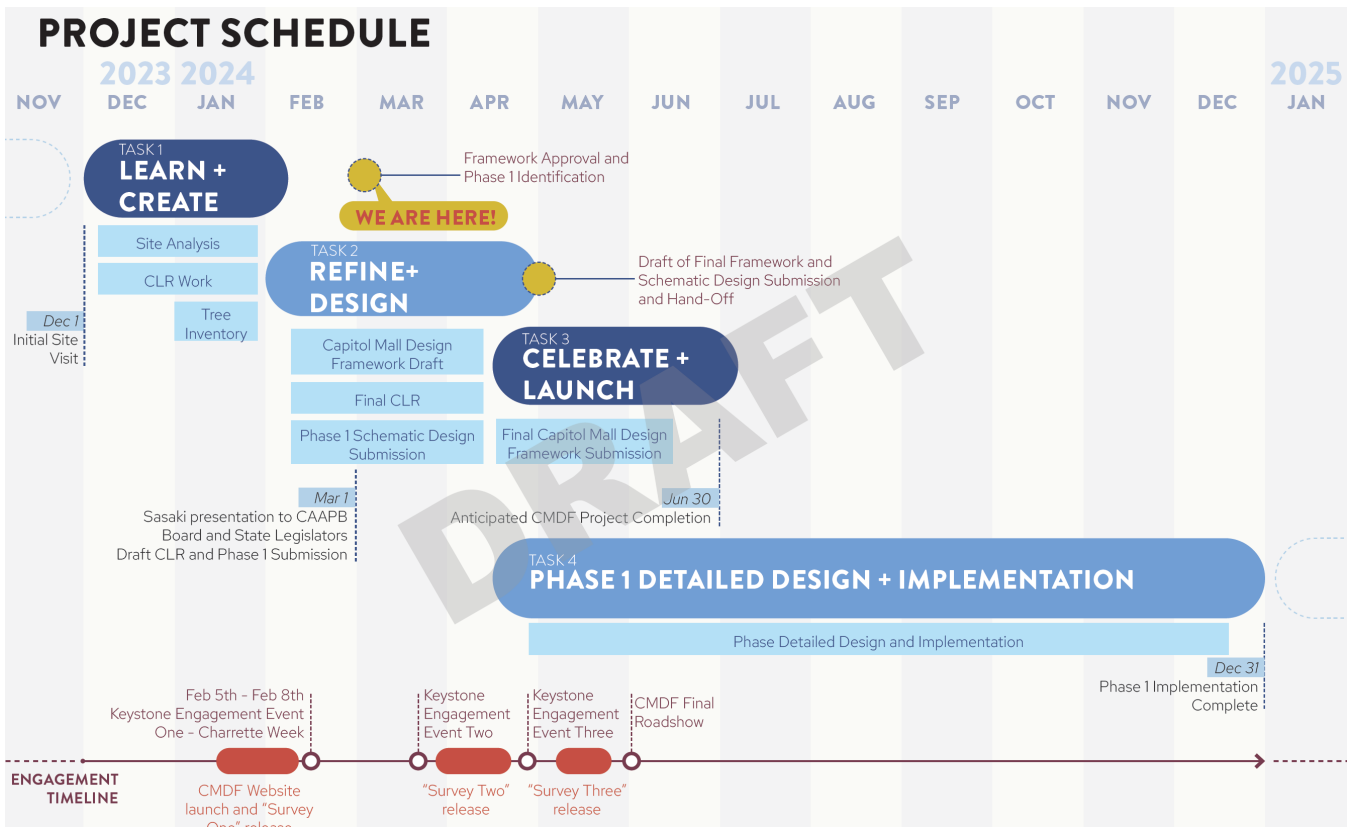 PROJECT SCHEDULE
2023 2024 2025
NOV DEC JAN FEB MAR APR MAY JUN JUL AUG SEP OCT NOV DEC JAN
TASK 1
LEARN +
CREATE
Framework Approval and
Phase 1 Identification
WE ARE HERE!
Site Analysis
CLR Work
Tree
Inventory
Dec 1
Initial Site
Visit
TASK 2
REFINE+
DESIGN
Draft of Final Framework and
Schematic Design Submission
and Hand-Off
Capitol Mall Design
Framework Draft
Final CLR
Phase 1 Schematic Design
Submission
Mar 1
Sasaki presentation to CAAPB
Board and State Legislators
Draft CLR and Phase 1 Submission
TASK 3
CELEBRATE +
LAUNCH
Final Capitol Mall Design
Framework Submission
Jun 30
Anticipated CMDF Project Completion
DRAFT
TASK 4
PHASE 1 DETAILED DESIGN + IMPLEMENTATION
Phase Detailed Design and Implementation
Dec 31
Phase 1 Implementation
Complete
Feb 5th - Feb 8th
Keystone Engagement Event
One - Charrette Week
Keystone
Engagement
Event Two
Keystone
Engagement
Event Three
CMDF Final
Roadshow
ENGAGEMENT
TIMELINE
CMDF Website
launch and "Survey
One" release
"Survey Two"
release
"Survey Three"
release